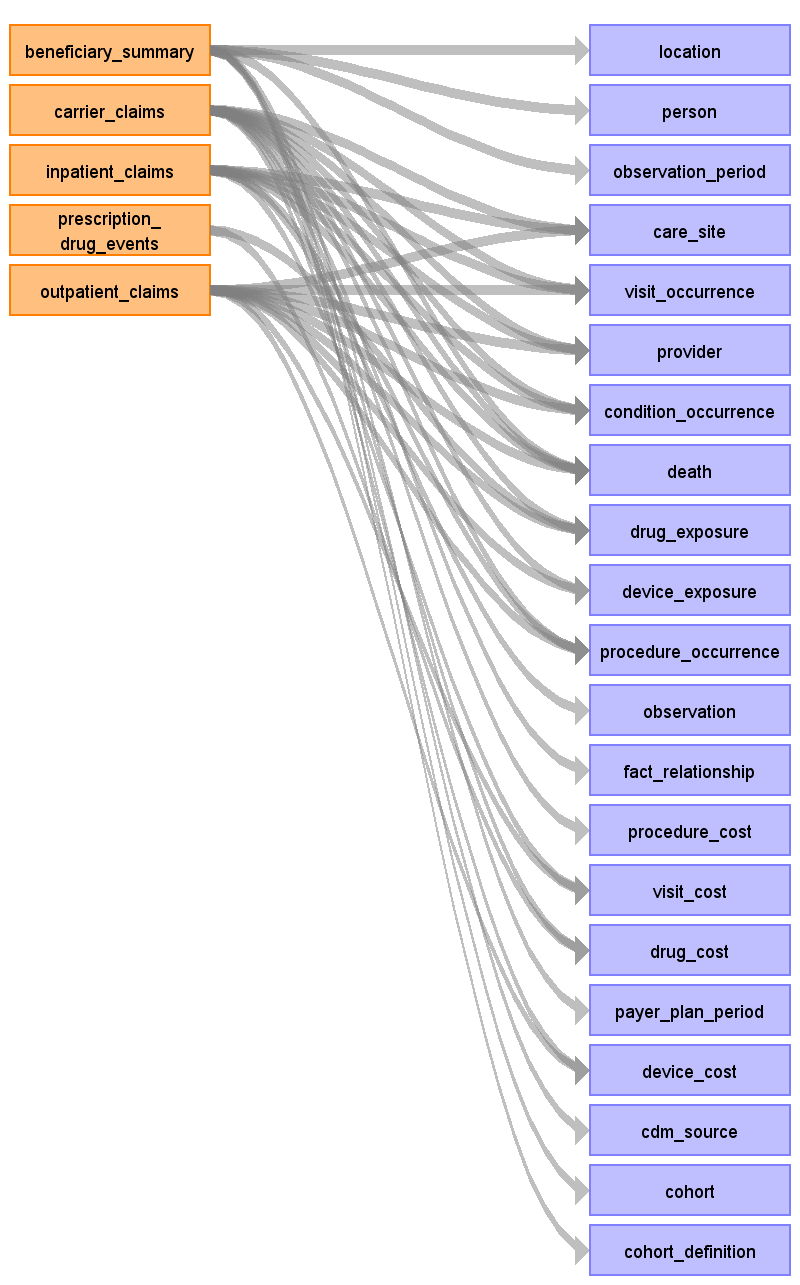 beneficiary_summary
carrier_claims
inpatient_claims
prescription_
drug_events
outpatient_claims
location
person
observation_period
care_site
visit_occurrence
provider
condition_occurrence
death
drug_exposure
device_exposure
procedure_occurrence
observation
fact_relationship
procedure_cost
visit_cost
drug_cost
payer_plan_period
device_cost
cdm_source
cohort
cohort_definition